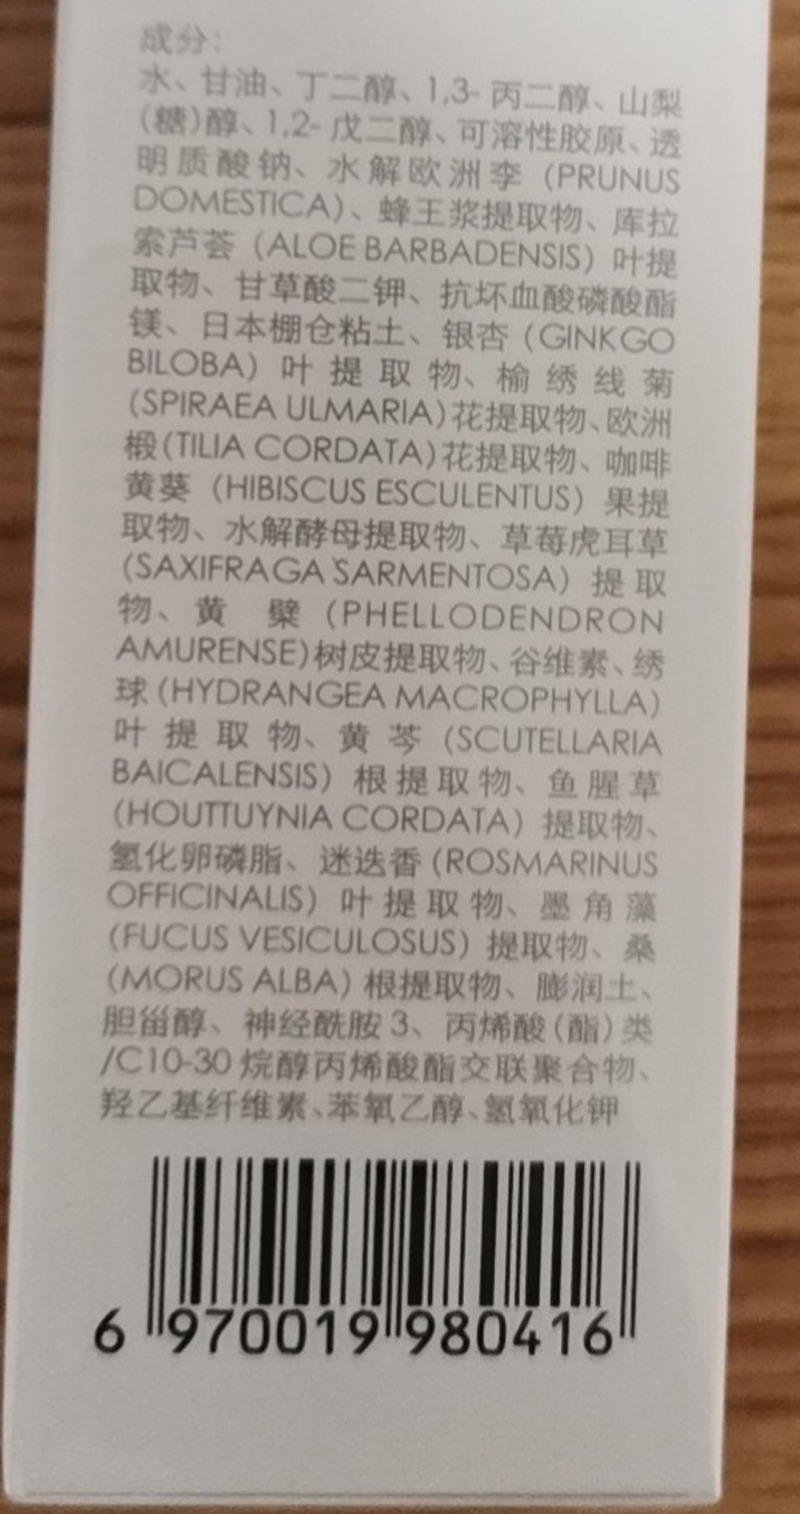 成分：
水、甘油、丁二醇、1,3- 丙二醇、山梨
(糖)醇、1,2- 戊二醇、可溶性胶原、透
明质酸钠、水解欧洲李 (PRUNUS
DOMESTICA)、蜂王浆提取物、库拉
索芦荟 (ALOE BARBADENSIS) 叶提
取物、甘草酸二钾、抗坏血酸磷酸酯
镁、日本棚仓粘土、银杏 (GINKGO
BILOBA) 叶提取物、榆绣线菊
(SPIRAEA ULMARIA)花提取物、欧洲
椴(TILIA CORDATA)花提取物、咖啡
黄葵 (HIBISCUS ESCULENTUS) 果提
取物、水解酵母提取物、草莓虎耳草
(SAXIFRAGA SARMENTOSA) 提取
物、黄檗 (PHELLODENDRON
AMURENSE)树皮提取物、谷维素、绣
球(HYDRANGEA MACROPHYLLA)
叶提取物、黄芩 (SCUTELLARIA
BAICALENSIS) 根提取物、鱼腥草
(HOUTTUYNIA CORDATA) 提取物、
氢化卵磷脂、迷迭香 (ROSMARINUS
OFFICINALIS) 叶提取物、墨角藻
(FUCUS VESICULOSUS) 提取物、桑
(MORUS ALBA) 根提取物、膨润土、
胆甾醇、神经酰胺 3、丙烯酸 (酯) 类
/C10-30 烷醇丙烯酸酯交联聚合物、
羟乙基纤维素、苯氧乙醇、氢氧化钾
6 970019 980416